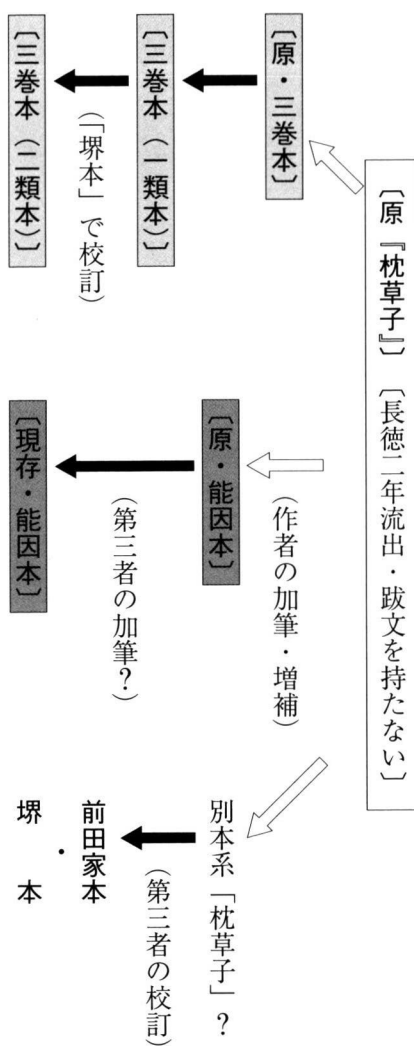 〔原『枕草子』〕〔長徳二年流出・跋文を持たない〕
〔原・三巻本〕
〔三巻本（一類本）〕
（「堺本」で校訂）
〔三巻本（二類本）〕
（作者の加筆・増補）
〔原・能因本〕
（第三者の加筆？）
〔現存・能因本〕
別本系「枕草子」？
（第三者の校訂）
前田家本
・
堺本